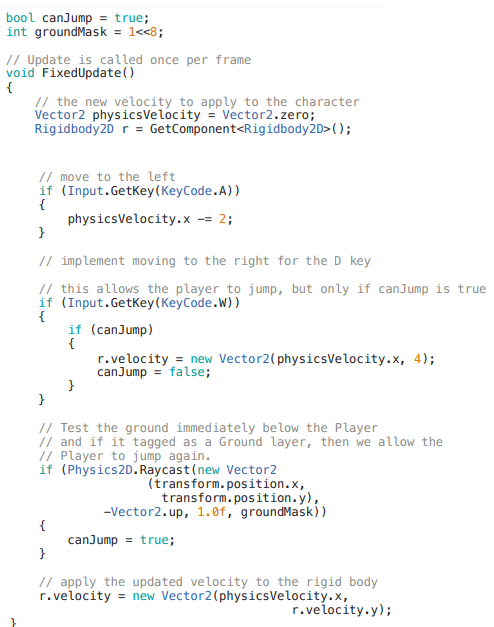 bool canJump = true;
int groundMask = 1<<8;
// Update is called once per frame
void FixedUpdate()
{
// the new velocity to apply to the character
Vector2 physicsVelocity = Vector2.zero;
Rigidbody2D r = GetComponent<Rigidbody2D>();
// move to the left
if (Input.GetKey(KeyCode.A))
{
physicsVelocity.x -= 2;
}
// implement moving to the right for the D key
// this allows the player to jump, but only if canJump is true
if (Input.GetKey(KeyCode.W))
{
if (canJump)
{
r.velocity = new Vector2(physicsVelocity.x, 4);
canJump = false;
}
}
// Test the ground immediately below the Player
// and if it tagged as a Ground layer, then we allow the
// Player to jump again.
if (Physics2D.Raycast(new Vector2
(transform.position.x,
transform.position.y),
-Vector2.up, 1.0f, groundMask))
{
canJump = true;
}
// apply the updated velocity to the rigid body
r.velocity = new Vector2(physicsVelocity.x,
r.velocity.y);
}